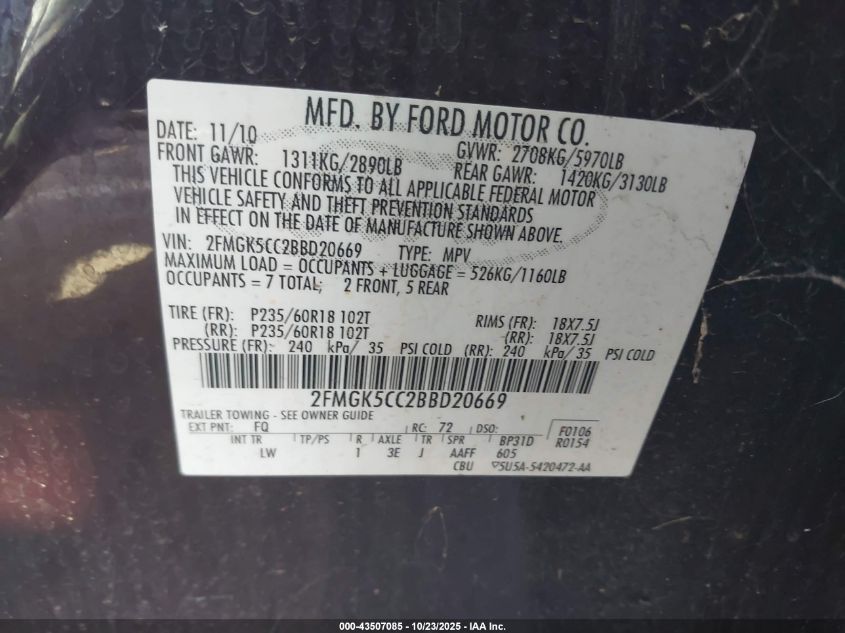 MFD. BY FORD MOTOR CO.
DATE: 11/10 GVWR: 2708KG/5970LB
FRONT GAWR: 1311KG/2890LB REAR GAWR: 1420KG/3130LB
THIS VEHICLE CONFORMS TO ALL APPLICABLE FEDERAL MOTOR
VEHICLE SAFETY AND THEFT PREVENTION STANDARDS
IN EFFECT ON THE DATE OF MANUFACTURE SHOWN ABOVE.
VIN: 2FMGK5CC2BBD20669 TYPE: MPV
MAXIMUM LOAD = OCCUPANTS + LUGGAGE = 526KG/1160LB
OCCUPANTS = 7 TOTAL; 2 FRONT, 5 REAR
TIRE (FR): P235/60R18 102T RIMS (FR): 18X7.5J
(RR): P235/60R18 102T (RR): 18X7.5J
PRESSURE (FR): 240 kPa/ 35 PSI COLD (RR): 240 kPa/ 35 PSI COLD
2FMGK5CC2BBD20669
TRAILER TOWING - SEE OWNER GUIDE
EXT PNT: FQ RC: 72 DSO: F0106
INT TR TP/PS R AXLE TR SPR BP31D R0154
LW 1 3E J AAFF 605
CBU 5U5A-5420472-AA
000-43507085 • 10/23/2025 • IAA Inc.